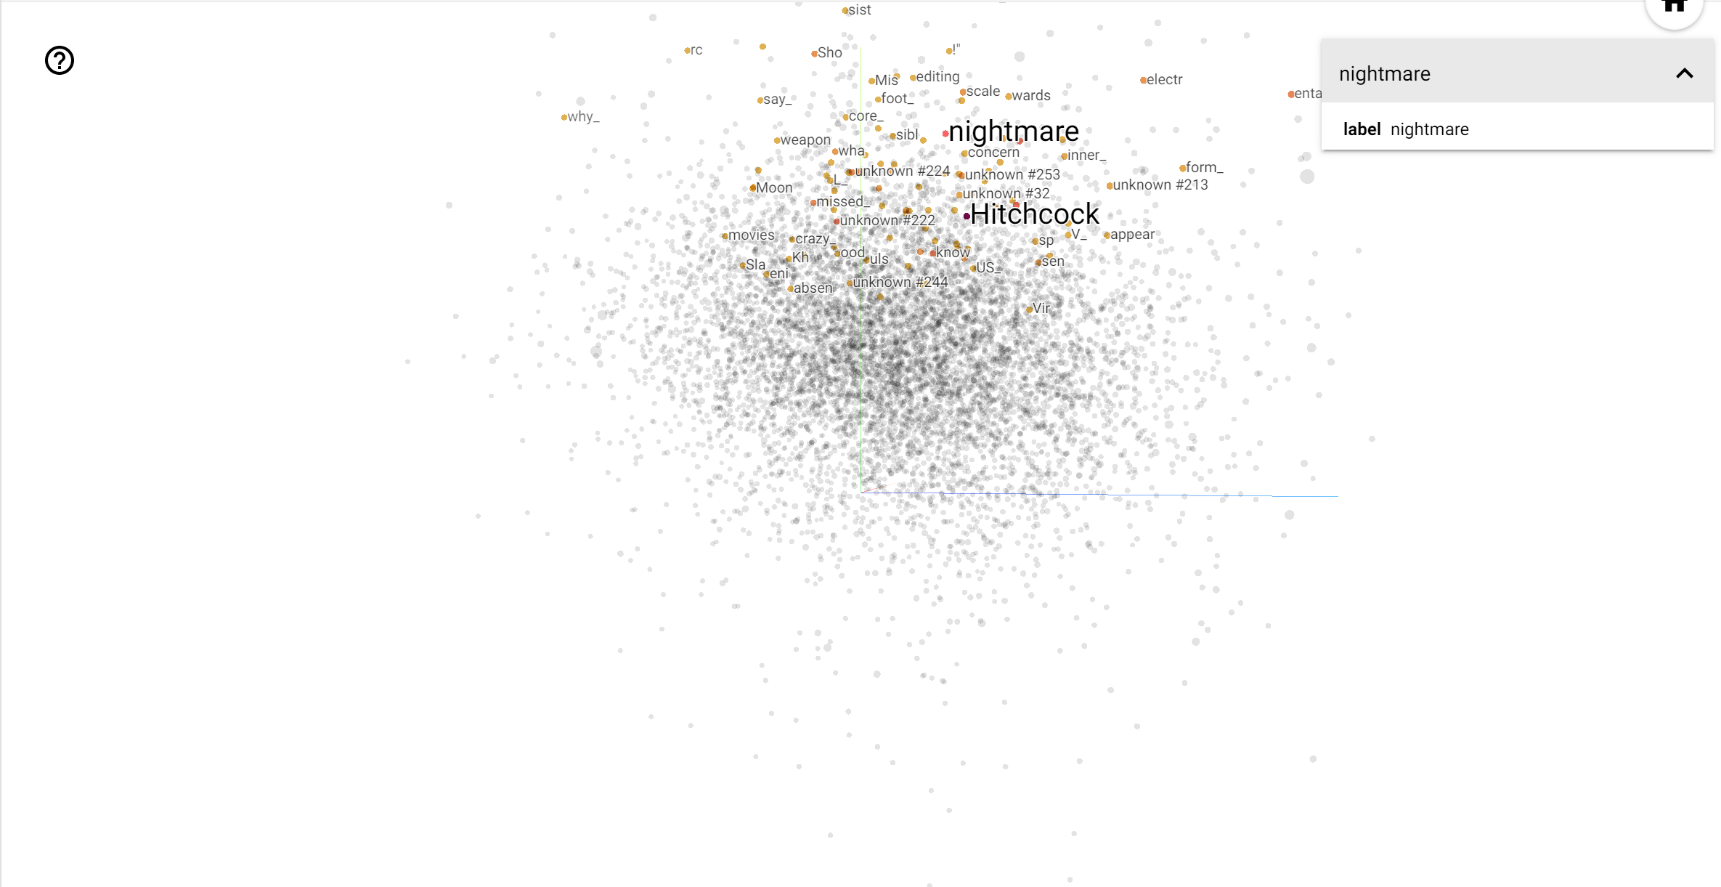 sist
rc
Sho
!"
Mis
editing
electr
nightmare
say_
foot_
scale
wards
enta
why_
core_
label nightmare
weapon
sibl
nightmare
wha
concern
inner_
unknown #224
unknown #253
form_
Moon
L_
unknown #32
unknown #213
missed_
unknown #222
Hitchcock
movies
crazy_
sp
V_
appear
Kh
ood
uls
know
Sla
eni
US_
sen
absen
unknown #244
Vir